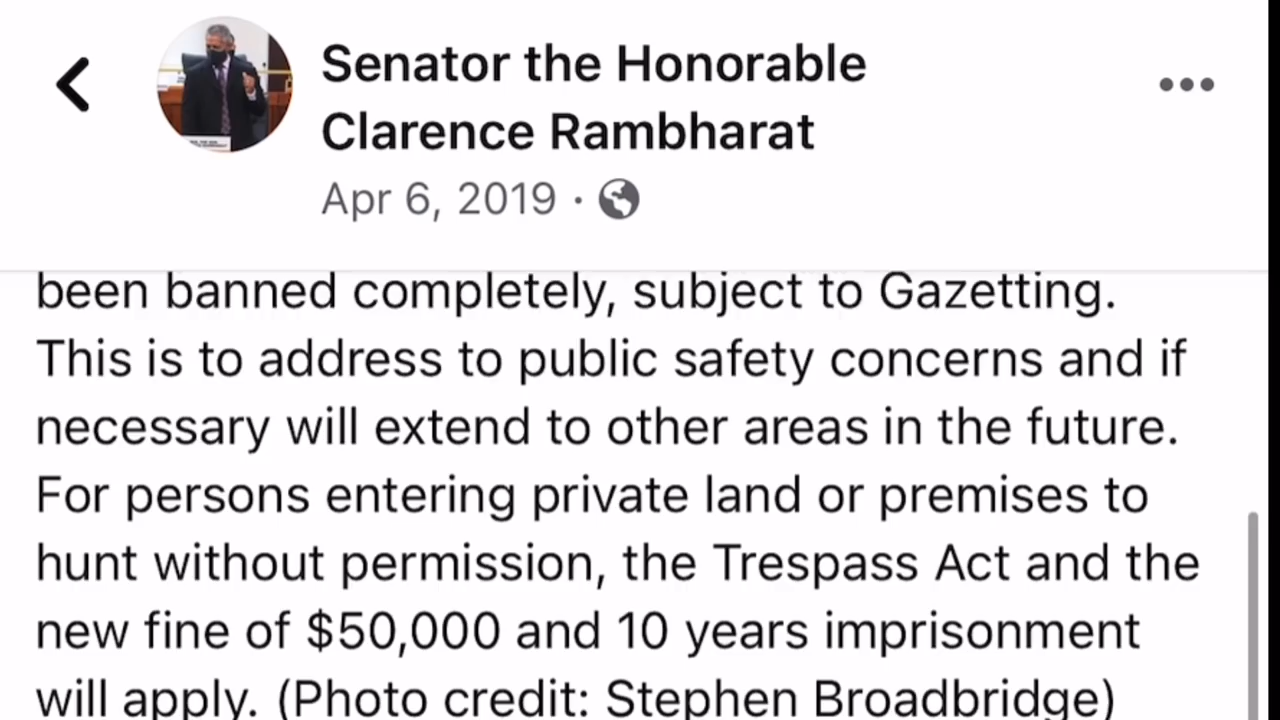 Senator the Honorable
Clarence Rambharat
Apr 6, 2019 ·
been banned completely, subject to Gazetting.
This is to address to public safety concerns and if
necessary will extend to other areas in the future.
For persons entering private land or premises to
hunt without permission, the Trespass Act and the
new fine of $50,000 and 10 years imprisonment
will apply. (Photo credit: Stephen Broadbridge)